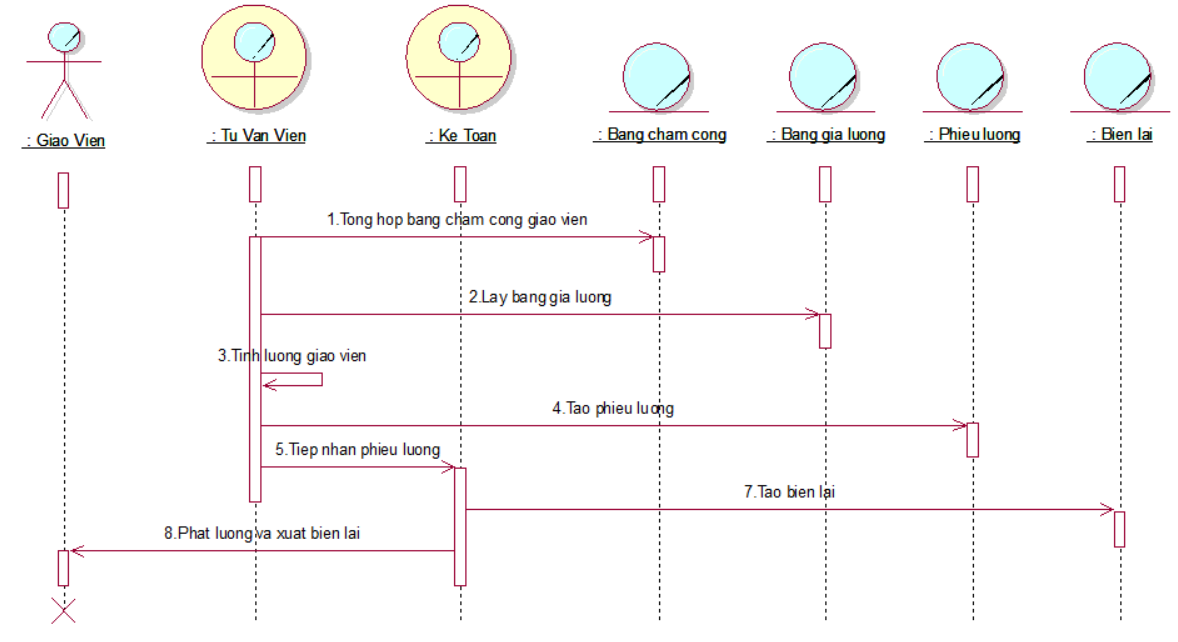 : Giao Vien
: Tu Van Vien
: Ke Toan
: Bang cham cong
: Bang gia luong
: Phieu luong
: Bien lai
1.Tong hop bang cham cong giao vien
2.Lay bang gia luong
3.Tinh luong giao vien
4.Tao phieu luong
5.Tiep nhan phieu luong
7.Tao bien lai
8.Phat luong va xuat bien lai